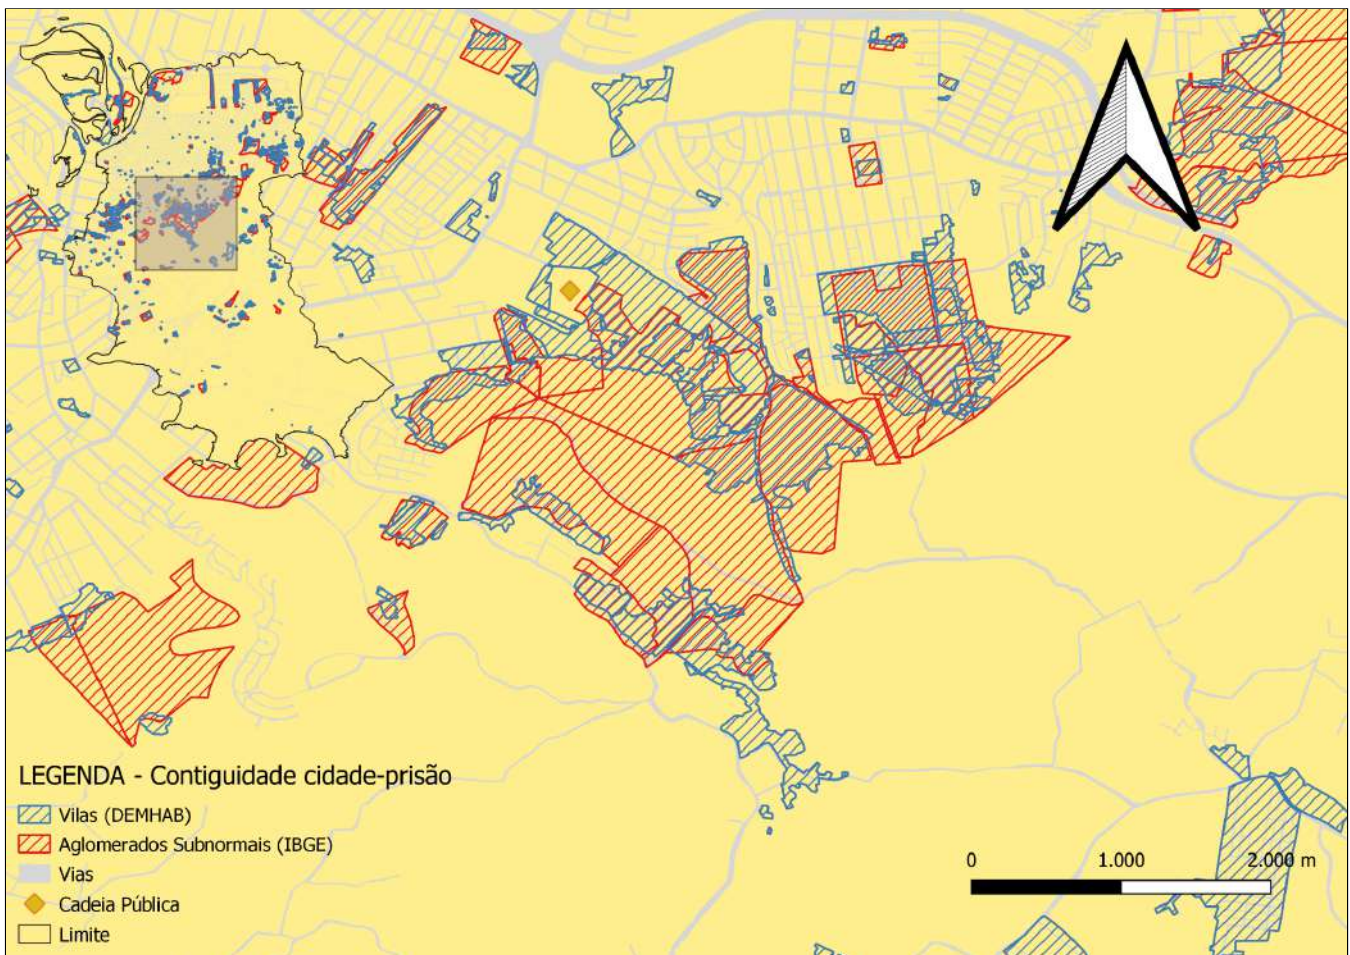 LEGENDA - Contiguidade cidade-prisão
Vilas (DEMHAB)
Aglomerados Subnormais (IBGE)
Vias
Cadeia Pública
Limite
0 1.000 2.000 m